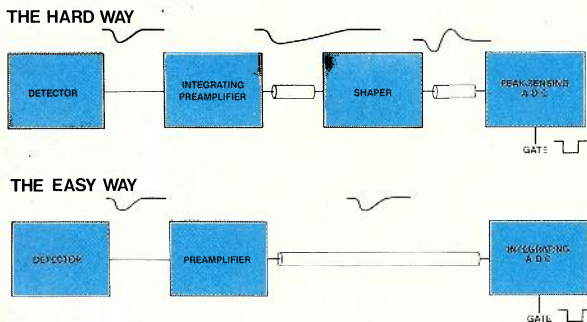 THE HARD WAY
DETECTOR
INTEGRATING
PREAMPLIFIER
SHAPER
PEAK-SENSING
A D C
GATE
THE EASY WAY
DETECTOR
PREAMPLIFIER
INTEGRATING
A D C
GATE